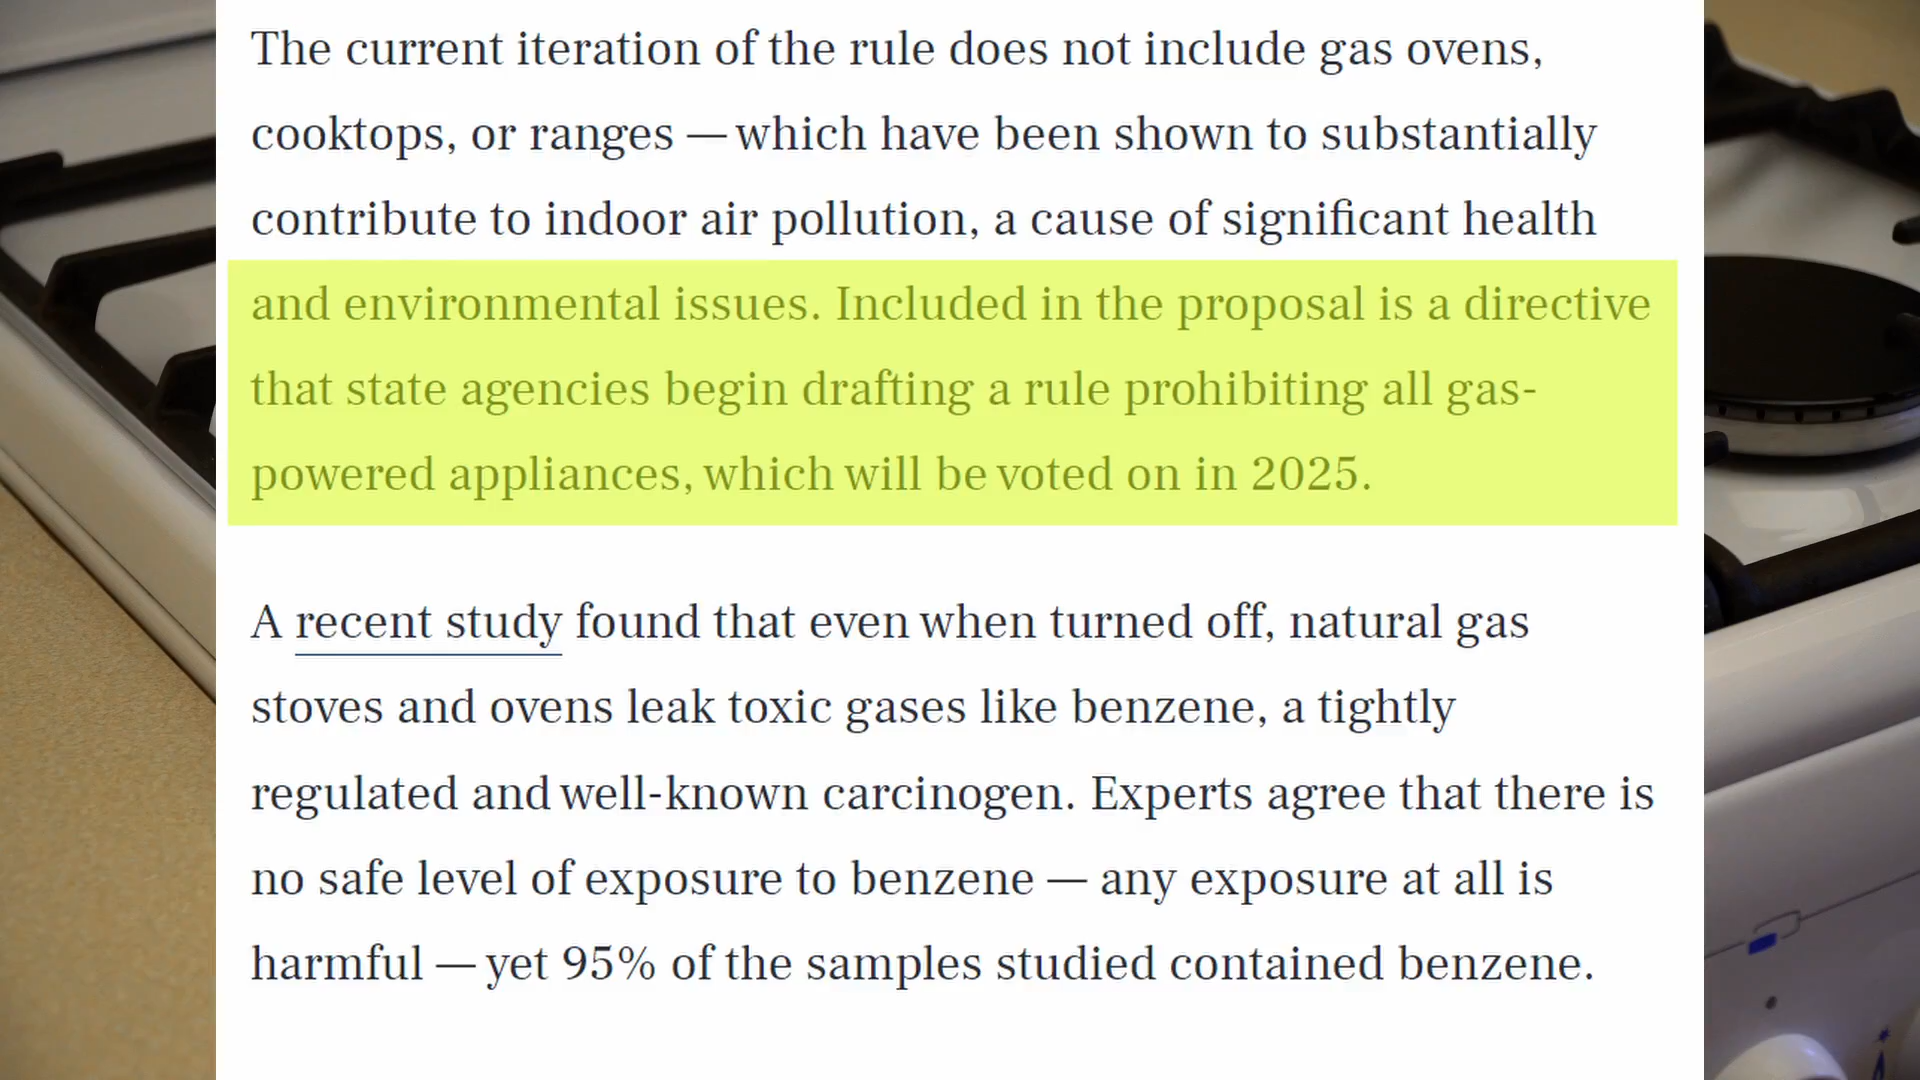 The current iteration of the rule does not include gas ovens,
cooktops, or ranges — which have been shown to substantially
contribute to indoor air pollution, a cause of significant health
and environmental issues. Included in the proposal is a directive
that state agencies begin drafting a rule prohibiting all gas-
powered appliances, which will be voted on in 2025.
A recent study found that even when turned off, natural gas
stoves and ovens leak toxic gases like benzene, a tightly
regulated and well-known carcinogen. Experts agree that there is
no safe level of exposure to benzene — any exposure at all is
harmful — yet 95% of the samples studied contained benzene.